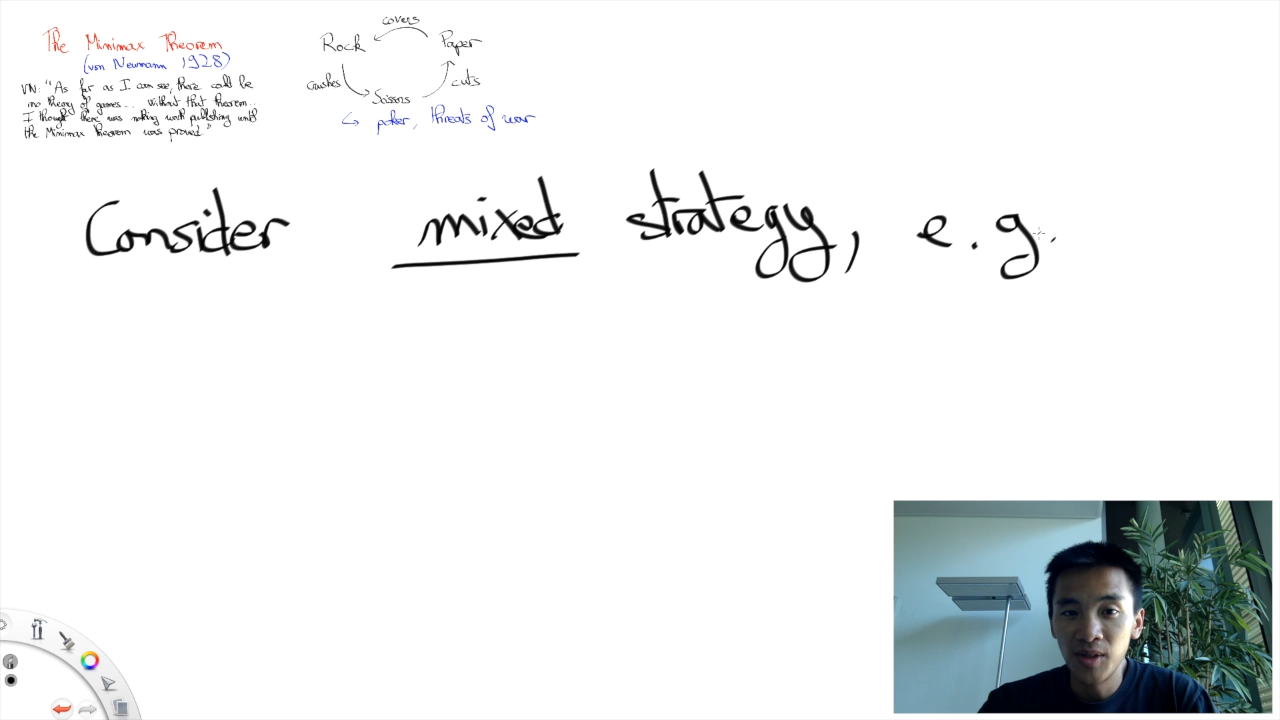 The Minimax Theorem
(von Neumann, 1928)
VN: "As far as I can see, there could be
no theory of games... without that theorem...
I thought there was nothing worth publishing until
the Minimax Theorem was proved"
covers
Rock
Paper
crushes
cuts
Scissors
↳ poker, threats of war
Consider mixed strategy, e.g.